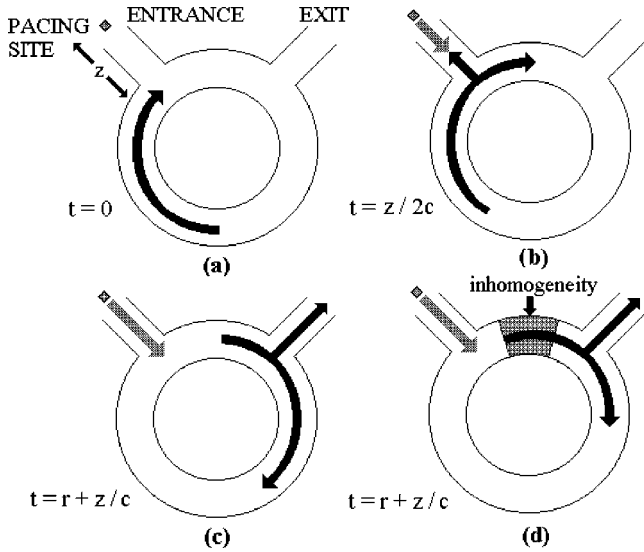 PACING ENTRANCE EXIT
SITE
z
t = 0
(a)
t = z / 2c
(b)
t = r + z / c
(c)
inhomogeneity
t = r + z / c
(d)